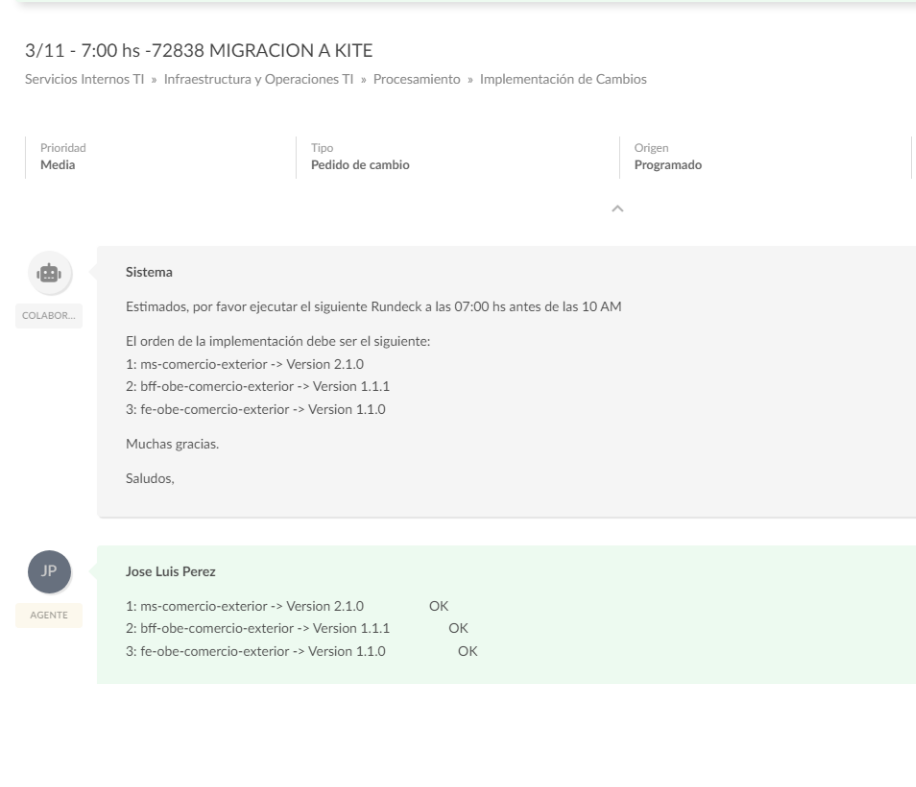 3/11 - 7:00 hs -72838 MIGRACION A KITE
Servicios Internos TI » Infraestructura y Operaciones TI » Procesamiento » Implementación de Cambios
Prioridad
Media
Tipo
Pedido de cambio
Origen
Programado
Sistema
COLABOR...
Estimados, por favor ejecutar el siguiente Rundeck a las 07:00 hs antes de las 10 AM
El orden de la implementación debe ser el siguiente:
1: ms-comercio-exterior -> Version 2.1.0
2: bff-obe-comercio-exterior -> Version 1.1.1
3: fe-obe-comercio-exterior -> Version 1.1.0
Muchas gracias.
Saludos,
JP
AGENTE
Jose Luis Perez
1: ms-comercio-exterior -> Version 2.1.0 OK
2: bff-obe-comercio-exterior -> Version 1.1.1 OK
3: fe-obe-comercio-exterior -> Version 1.1.0 OK